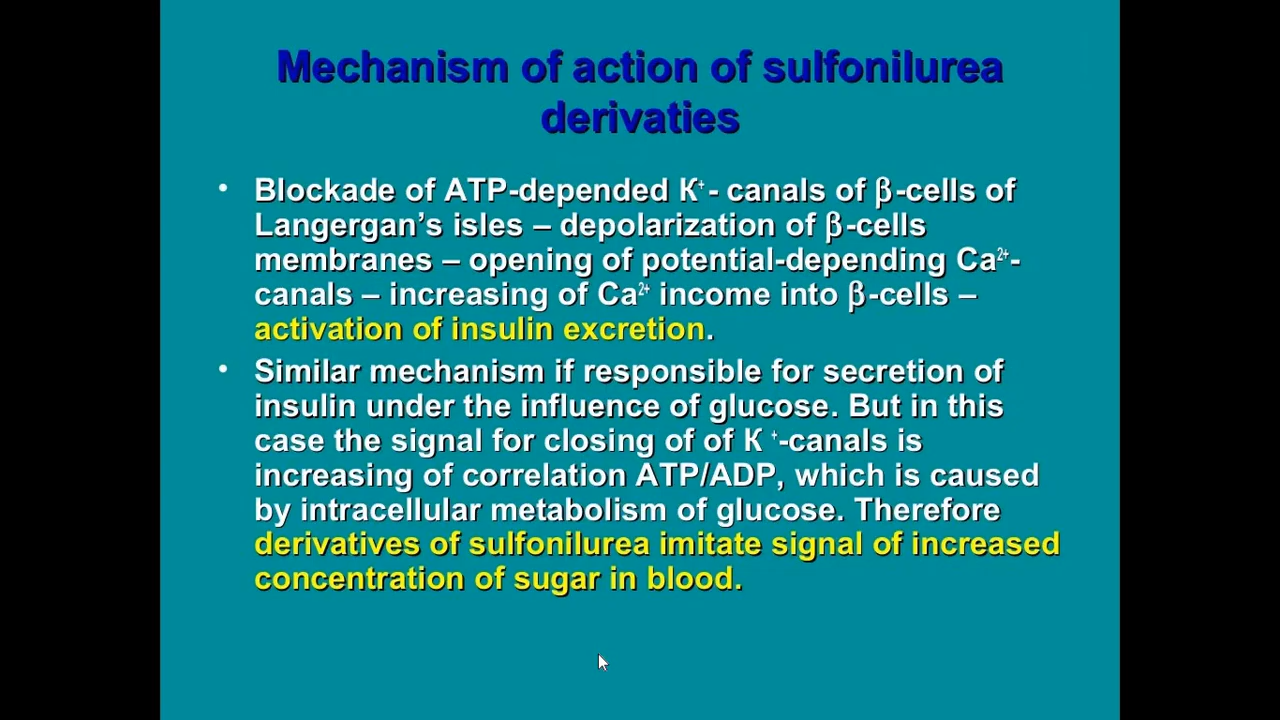 Mechanism of action of sulfonilurea
derivaties
• Blockade of ATP-depended К⁺ - canals of β-cells of
Langergan’s isles – depolarization of β-cells
membranes – opening of potential-depending Ca²⁺-
canals – increasing of Ca²⁺ income into β-cells –
activation of insulin excretion.
• Similar mechanism if responsible for secretion of
insulin under the influence of glucose. But in this
case the signal for closing of of К ⁺-canals is
increasing of correlation ATP/ADP, which is caused
by intracellular metabolism of glucose. Therefore
derivatives of sulfonilurea imitate signal of increased
concentration of sugar in blood.